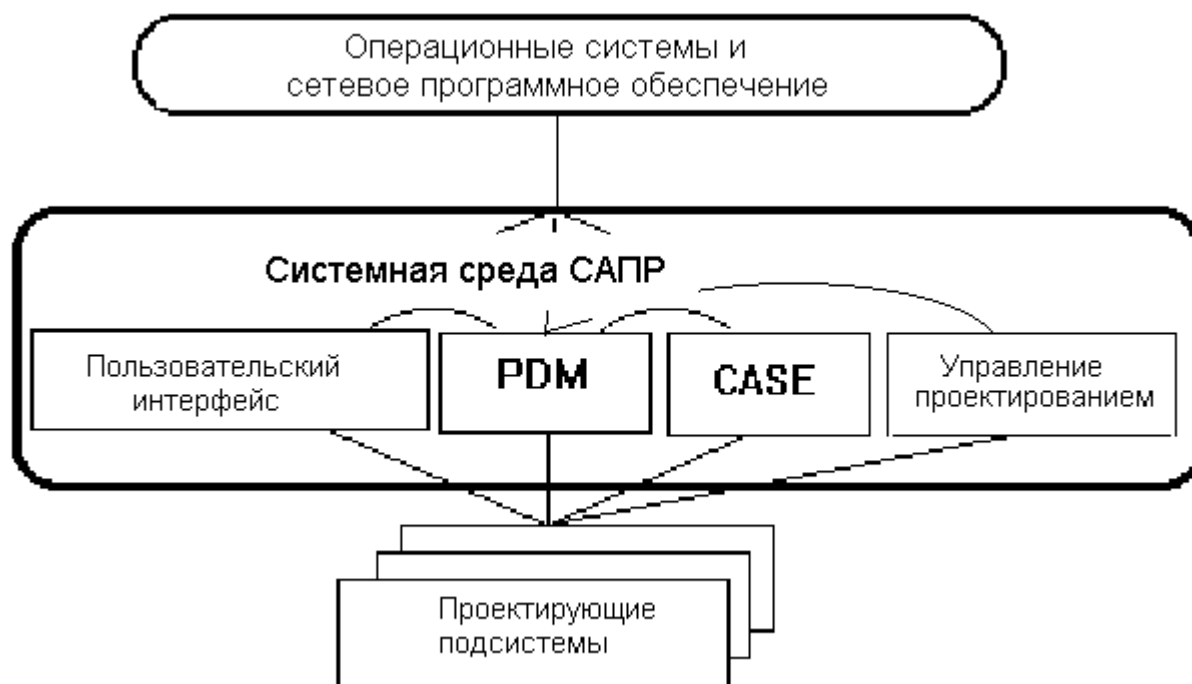 Операционные системы и
сетевое программное обеспечение
Системная среда САПР
Пользовательский
интерфейс
PDM
CASE
Управление
проектированием
Проектирующие
подсистемы